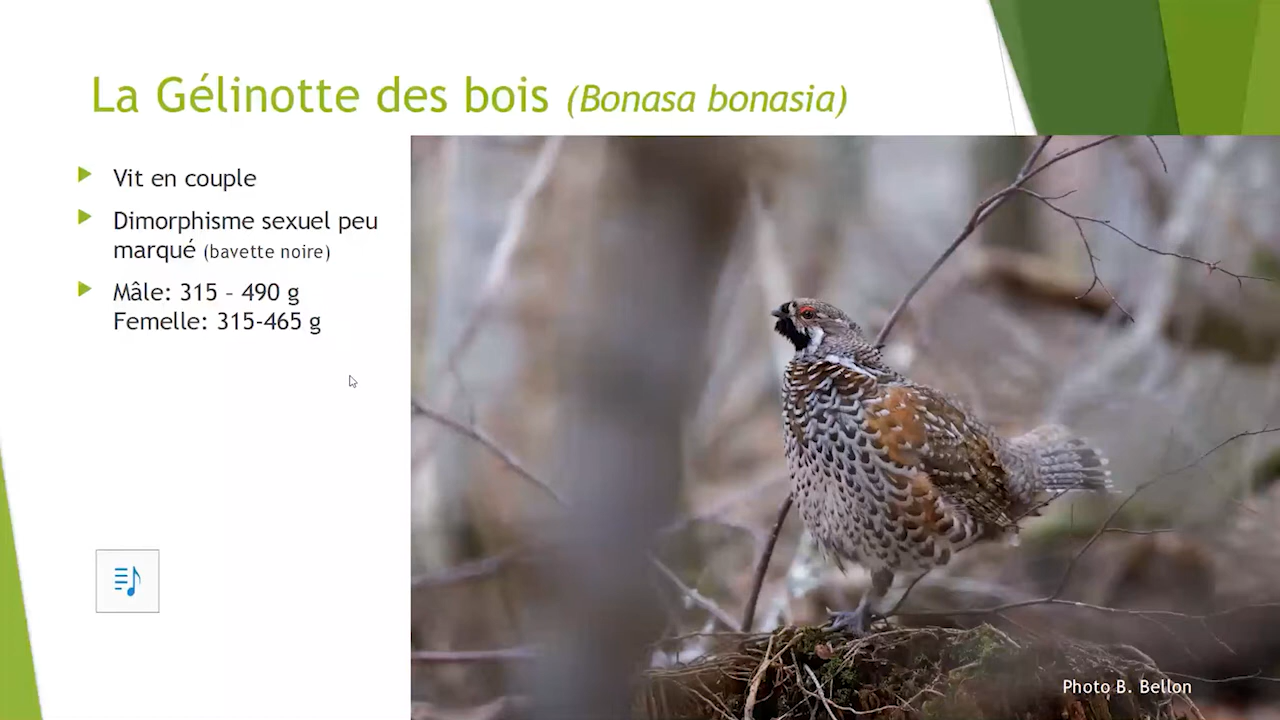 La Gélinotte des bois (Bonasa bonasia)
Vit en couple
Dimorphisme sexuel peu
marqué (bavette noire)
Mâle: 315 – 490 g
Femelle: 315-465 g
Photo B. Bellon